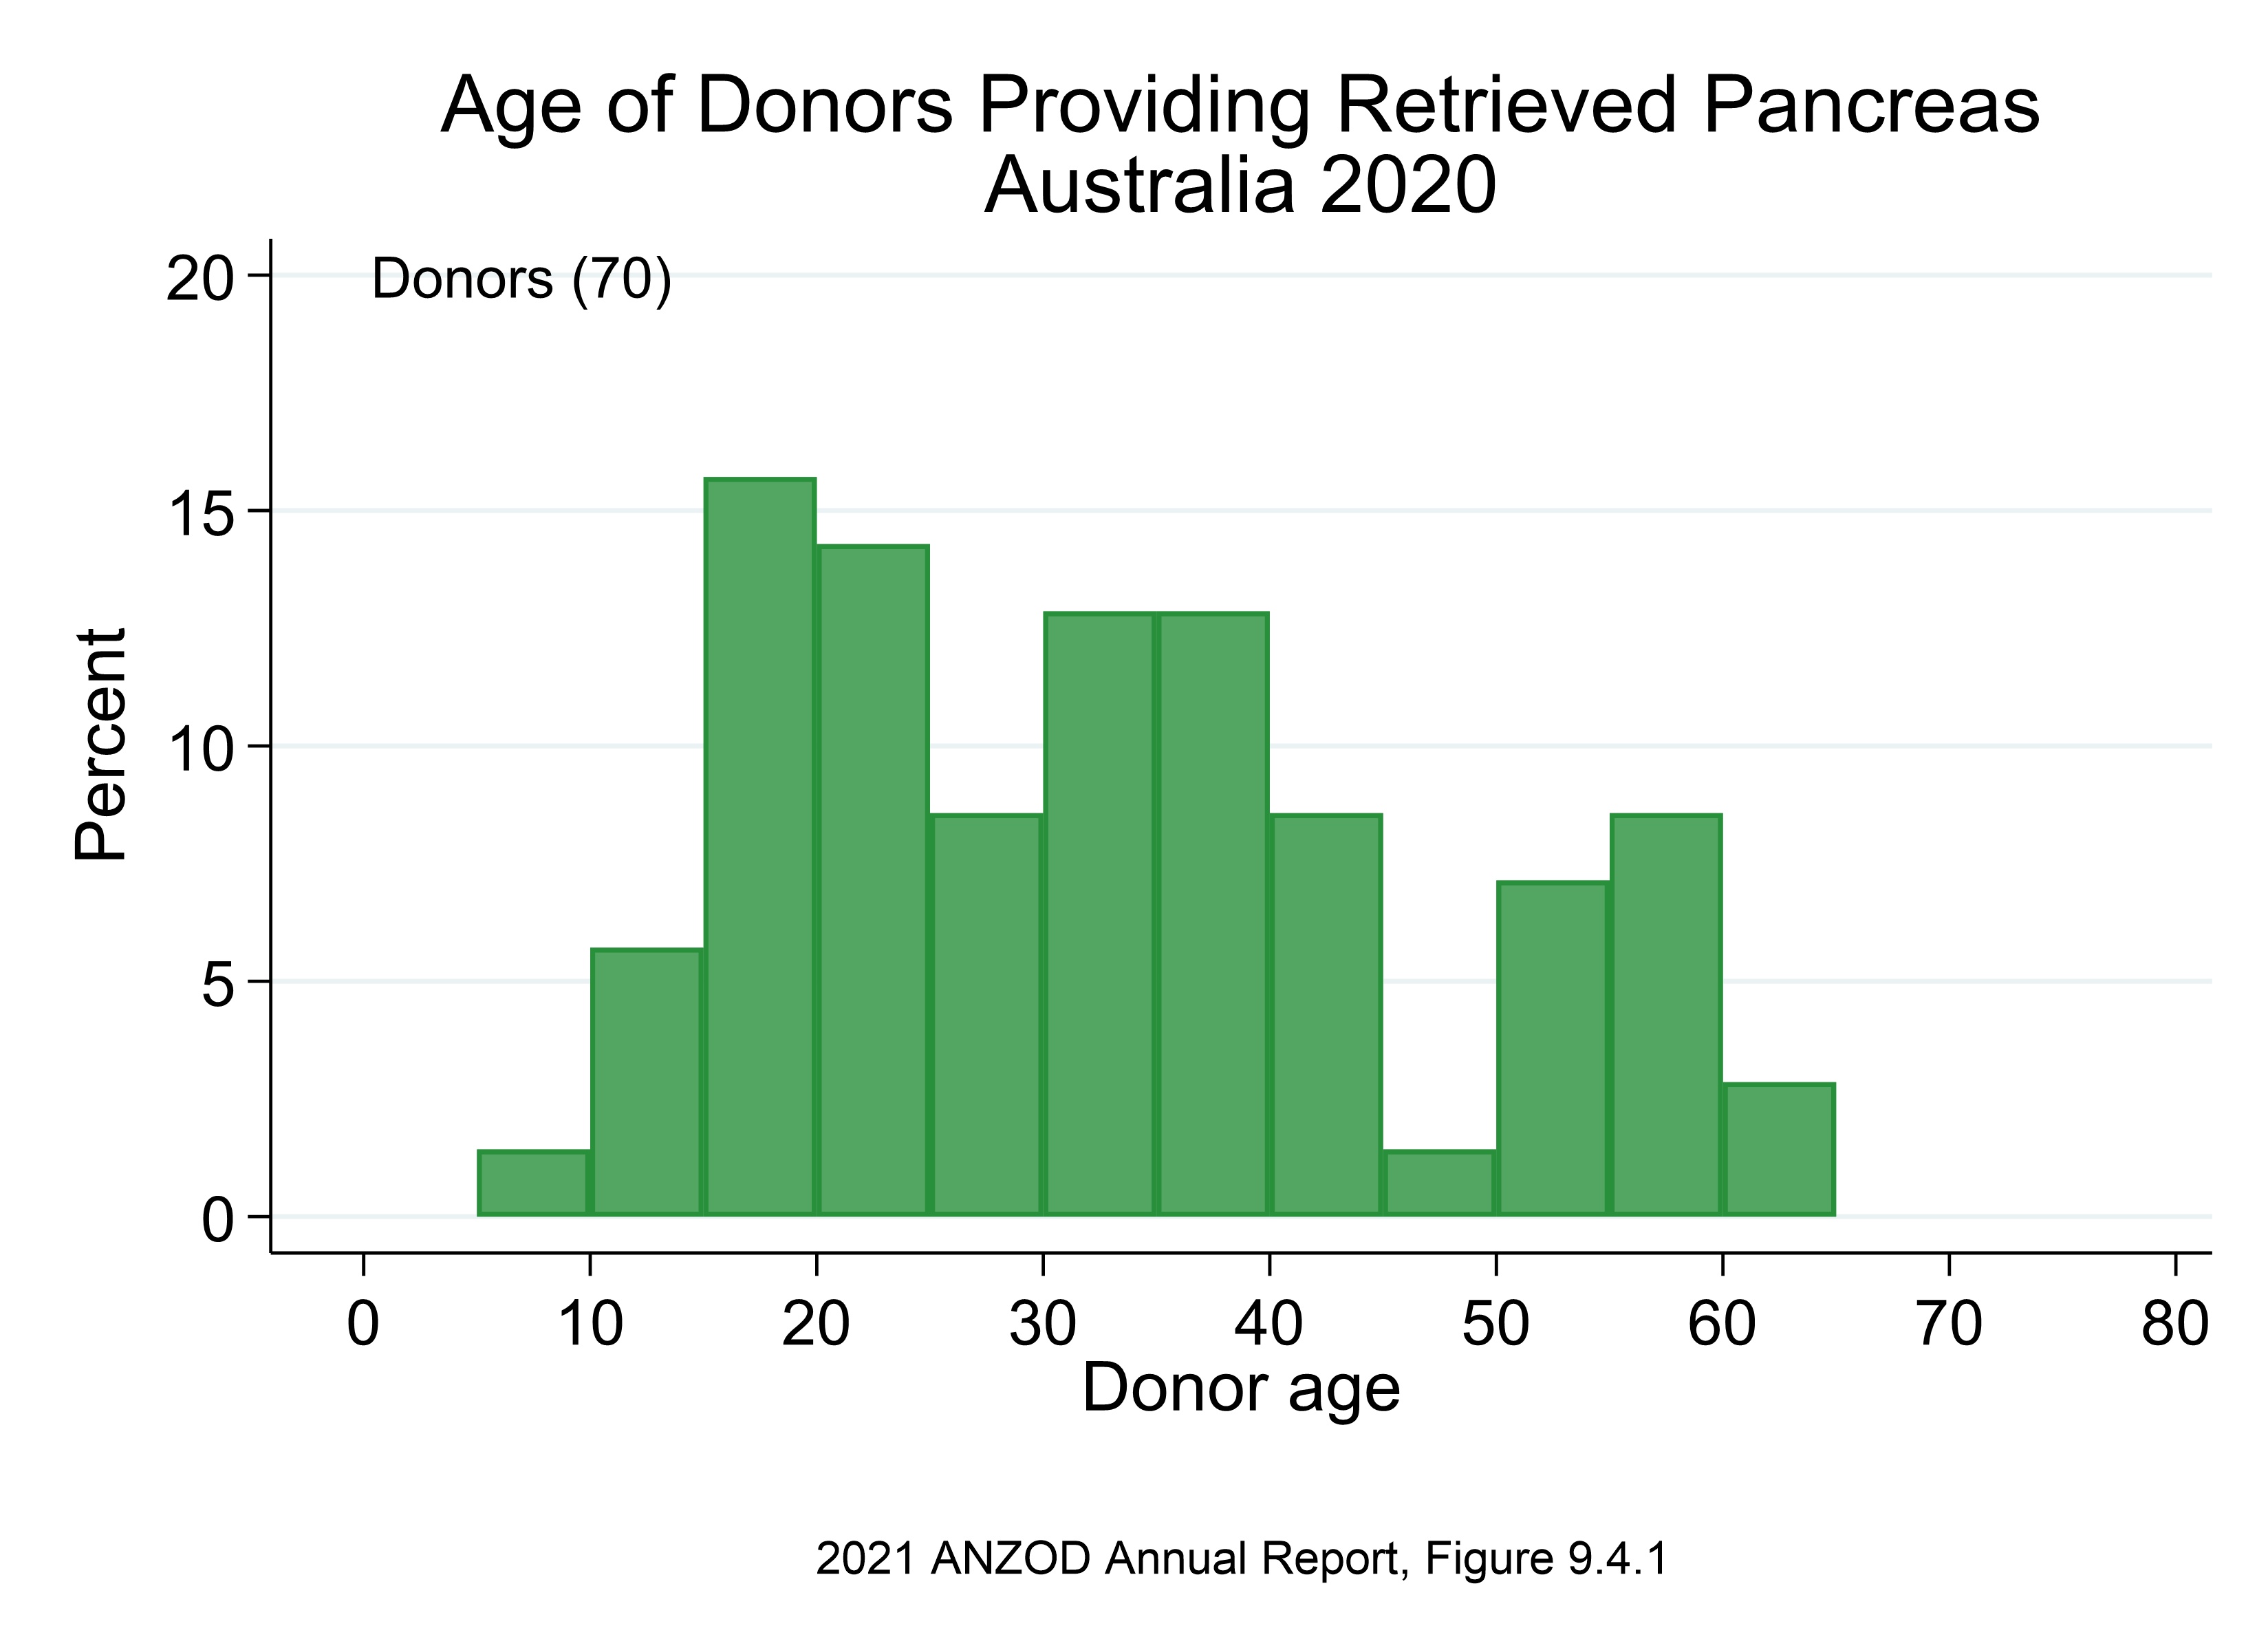 Age of Donors Providing Retrieved Pancreas
Australia 2020
Donors (70)
20
15
10
5
0
Percent
0 10 20 30 40 50 60 70 80
Donor age
2021 ANZOD Annual Report, Figure 9.4.1